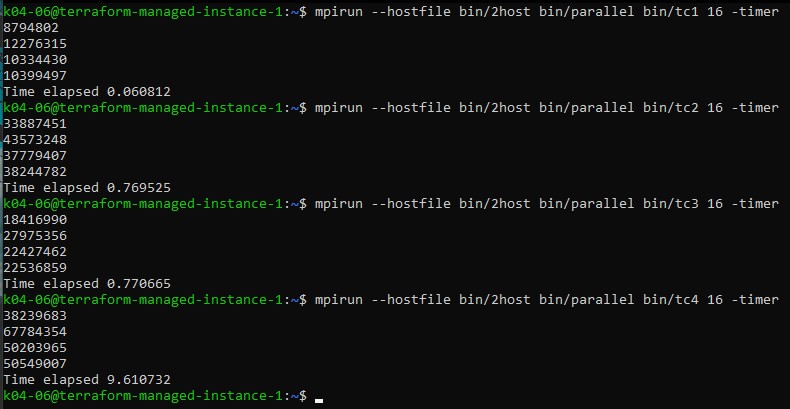 k04-06@terraform-managed-instance-1:~$ mpirun --hostfile bin/2host bin/parallel bin/tc1 16 -timer
8794802
12276315
10334430
10399497
Time elapsed 0.060812
k04-06@terraform-managed-instance-1:~$ mpirun --hostfile bin/2host bin/parallel bin/tc2 16 -timer
33887451
43573248
37779407
38244782
Time elapsed 0.769525
k04-06@terraform-managed-instance-1:~$ mpirun --hostfile bin/2host bin/parallel bin/tc3 16 -timer
18416990
27975356
22427462
22536859
Time elapsed 0.770665
k04-06@terraform-managed-instance-1:~$ mpirun --hostfile bin/2host bin/parallel bin/tc4 16 -timer
38239683
67784354
50203965
50549007
Time elapsed 9.610732
k04-06@terraform-managed-instance-1:~$